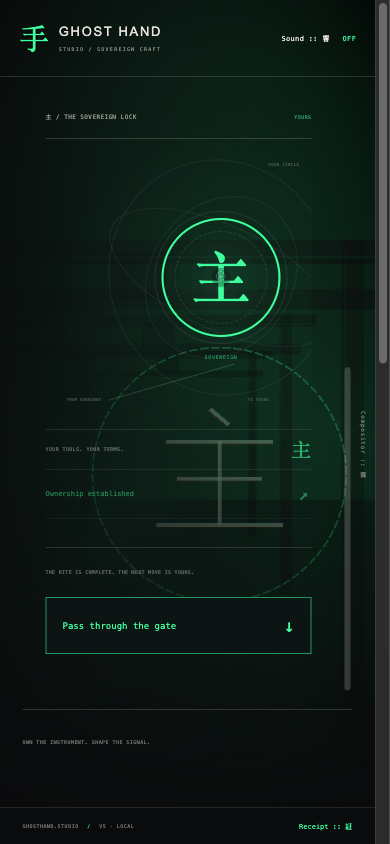 手 GHOST HAND
STUDIO / SOVEREIGN CRAFT
Sound :: 響 OFF
主 / THE SOVEREIGN LOCK
YOURS
YOUR CIRCLE
主
SOVEREIGN
FROM BORROWED
TO YOURS
YOUR TOOLS. YOUR TERMS.
主
Ownership established ↗
THE RITE IS COMPLETE. THE NEXT MOVE IS YOURS.
Pass through the gate ↓
Compositor ::
OWN THE INSTRUMENT. SHAPE THE SIGNAL.
GHOSTHAND.STUDIO / V5 · LOCAL
Receipt :: 証